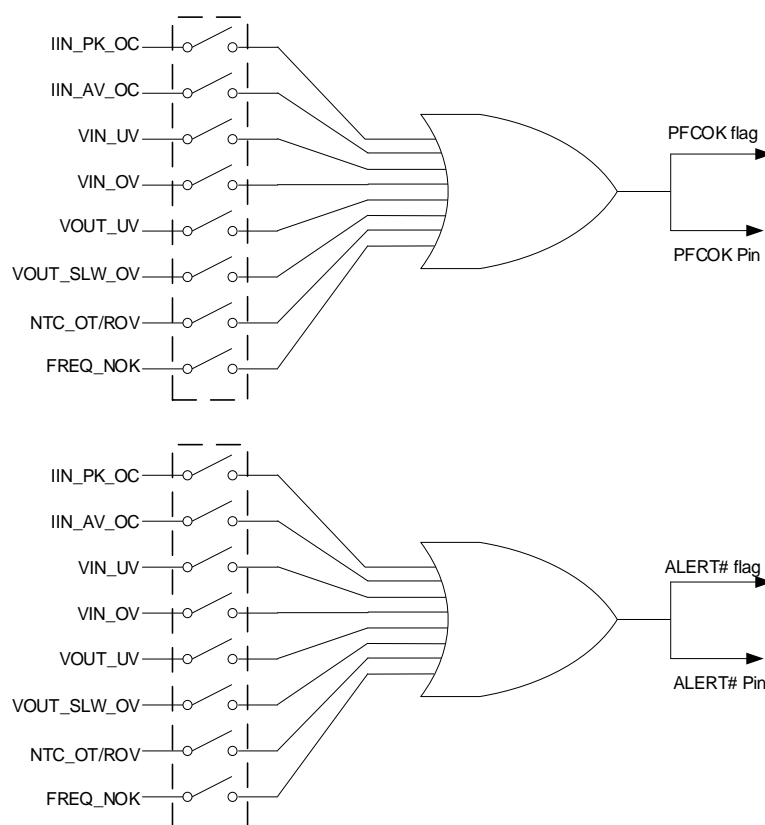 IIN_PK_OC
IIN_AV_OC
VIN_UV
VIN_OV
VOUT_UV
VOUT_SLW_OV
NTC_OT/ROV
FREQ_NOK
PFCOK flag
PFCOK Pin
IIN_PK_OC
IIN_AV_OC
VIN_UV
VIN_OV
VOUT_UV
VOUT_SLW_OV
NTC_OT/ROV
FREQ_NOK
ALERT# flag
ALERT# Pin